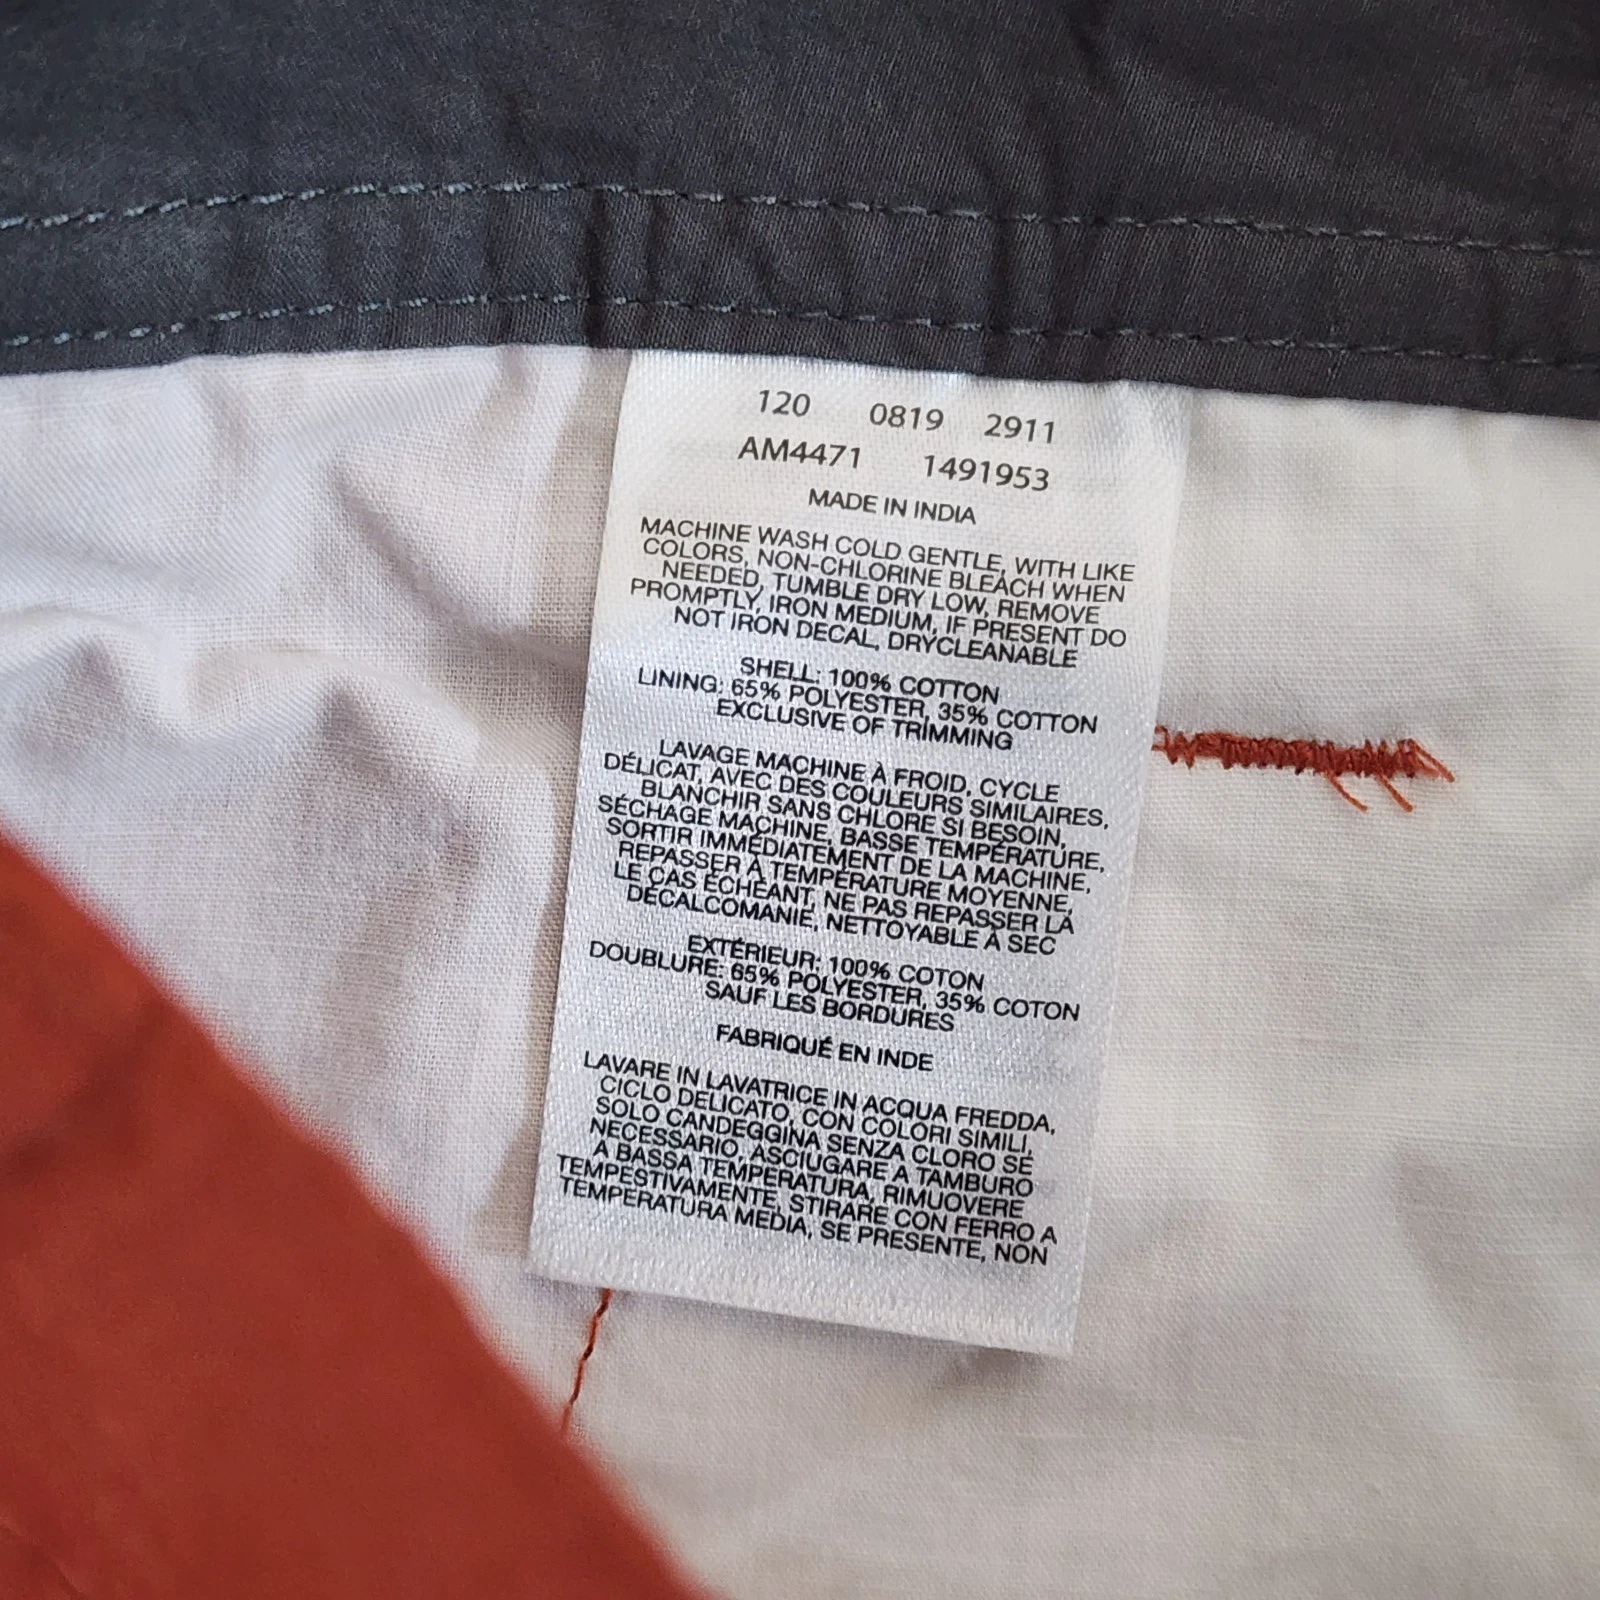 120 0819 2911
AM4471 1491953
MADE IN INDIA
MACHINE WASH COLD GENTLE, WITH LIKE
COLORS, NON-CHLORINE BLEACH WHEN
NEEDED, TUMBLE DRY LOW, REMOVE
PROMPTLY, IRON MEDIUM, IF PRESENT DO
NOT IRON DECAL, DRYCLEANABLE
SHELL: 100% COTTON
LINING: 65% POLYESTER, 35% COTTON
EXCLUSIVE OF TRIMMING
LAVAGE MACHINE À FROID, CYCLE
DÉLICAT, AVEC DES COULEURS SIMILAIRES,
BLANCHIR SANS CHLORE SI BESOIN,
SÉCHAGE MACHINE, BASSE TEMPÉRATURE,
SORTIR IMMÉDIATEMENT DE LA MACHINE,
REPASSER À TEMPÉRATURE MOYENNE,
LE CAS ÉCHÉANT, NE PAS REPASSER LA
DÉCALCOMANIE, NETTOYABLE À SEC
EXTÉRIEUR: 100% COTON
DOUBLURE: 65% POLYESTER, 35% COTON
SAUF LES BORDURES
FABRIQUÉ EN INDE
LAVARE IN LAVATRICE IN ACQUA FREDDA,
CICLO DELICATO, CON COLORI SIMILI,
SOLO CANDEGGINA SENZA CLORO SE
NECESSARIO, ASCIUGARE A TAMBURO
A BASSA TEMPERATURA, RIMUOVERE
TEMPESTIVAMENTE, STIRARE CON FERRO A
TEMPERATURA MEDIA, SE PRESENTE, NON